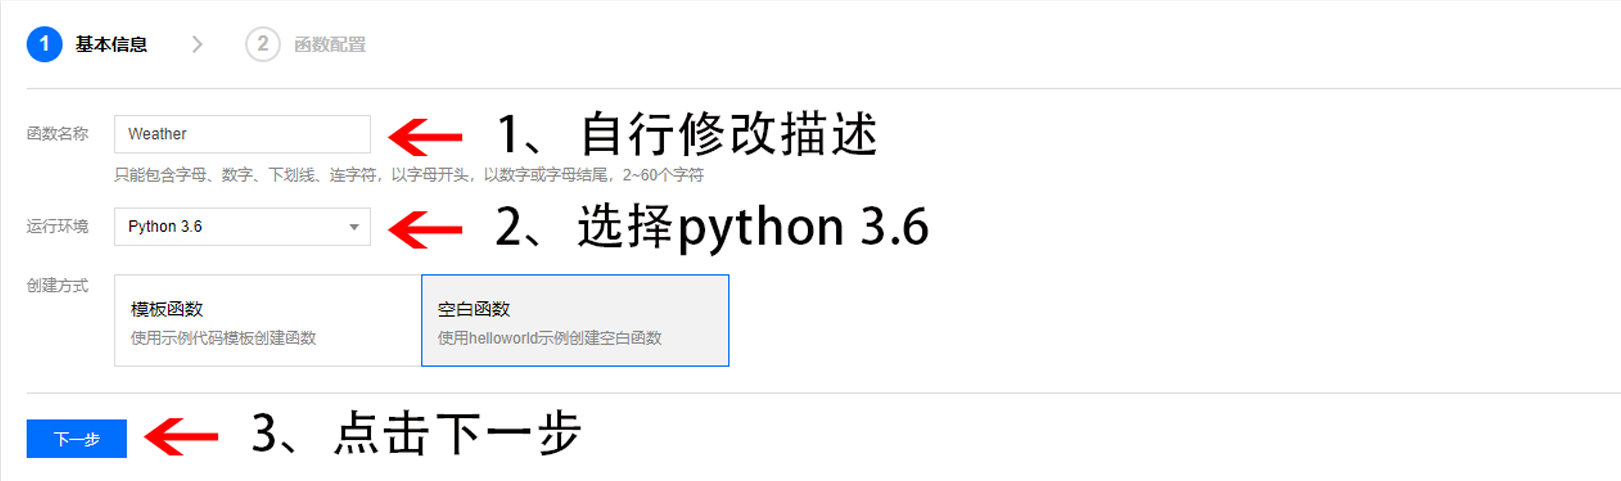 1 基本信息 > 2 函数配置
函数名称 Weather 1、自行修改描述
只能包含字母、数字、下划线、连字符，以字母开头，以数字或字母结尾，2~60个字符
运行环境 Python 3.6 2、选择python 3.6
创建方式
模板函数 空白函数
使用示例代码模板创建函数 使用helloworld示例创建空白函数
下一步 3、点击下一步